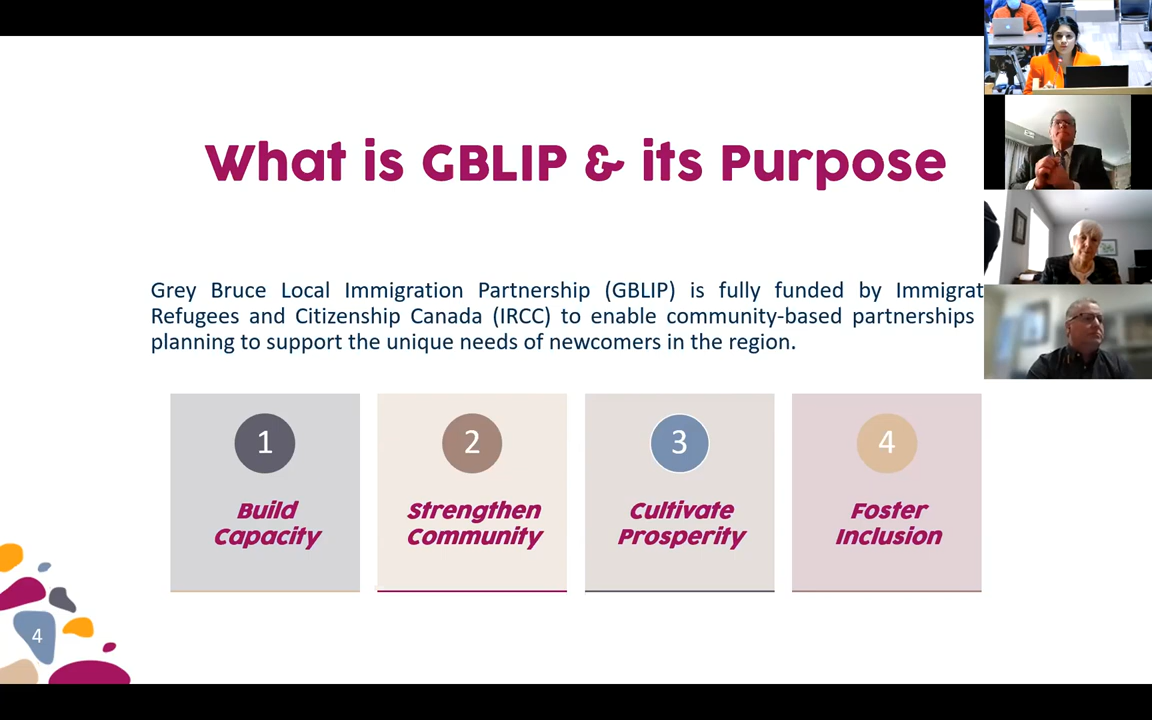 What is GBLIP & its Purpose
Grey Bruce Local Immigration Partnership (GBLIP) is fully funded by Immigrat
Refugees and Citizenship Canada (IRCC) to enable community-based partnerships
planning to support the unique needs of newcomers in the region.
1
Build
Capacity
2
Strengthen
Community
3
Cultivate
Prosperity
4
Foster
Inclusion
4